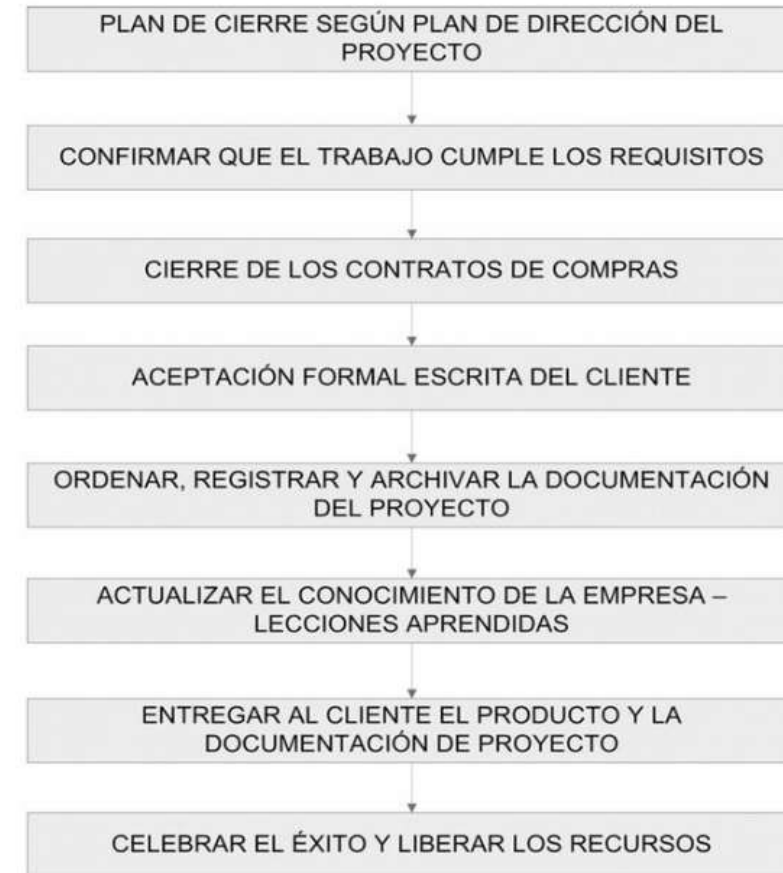 PLAN DE CIERRE SEGÚN PLAN DE DIRECCIÓN DEL
PROYECTO
CONFIRMAR QUE EL TRABAJO CUMPLE LOS REQUISITOS
CIERRE DE LOS CONTRATOS DE COMPRAS
ACEPTACIÓN FORMAL ESCRITA DEL CLIENTE
ORDENAR, REGISTRAR Y ARCHIVAR LA DOCUMENTACIÓN
DEL PROYECTO
ACTUALIZAR EL CONOCIMIENTO DE LA EMPRESA –
LECCIONES APRENDIDAS
ENTREGAR AL CLIENTE EL PRODUCTO Y LA
DOCUMENTACIÓN DE PROYECTO
CELEBRAR EL ÉXITO Y LIBERAR LOS RECURSOS